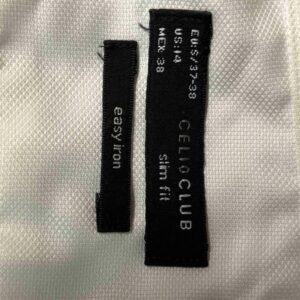 EU:S/37-38
US:14
MEX: 38
CELIO CLUB
slim fit
easy iron